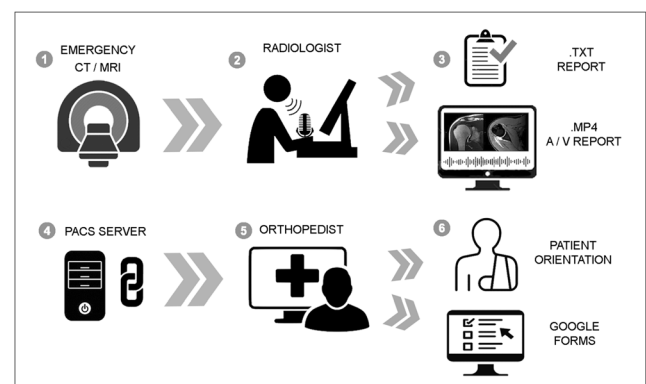 1 EMERGENCY
CT / MRI
2 RADIOLOGIST
3 .TXT
REPORT
.MP4
A / V REPORT
4 PACS SERVER
5 ORTHOPEDIST
6 PATIENT
ORIENTATION
GOOGLE
FORMS